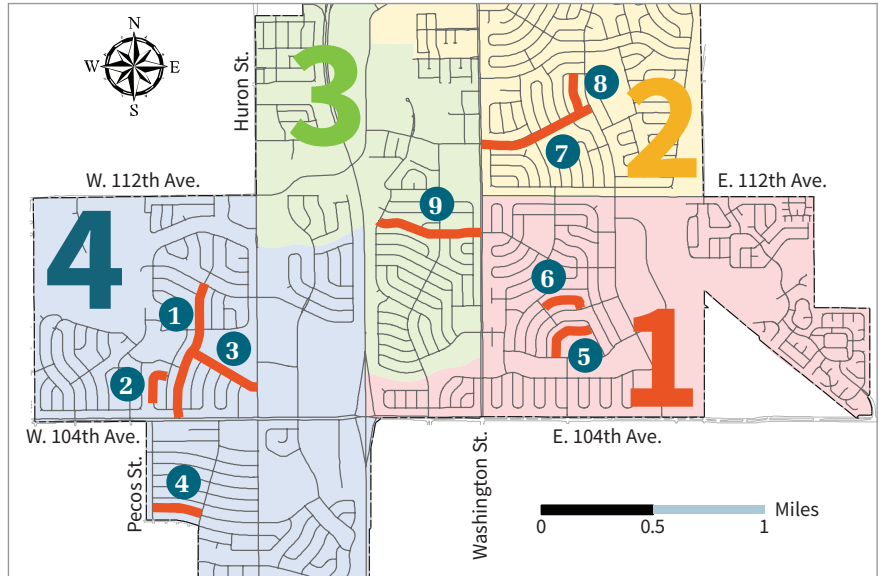 N
W E
S
Huron St.
3
8
2
7
W. 112th Ave.
E. 112th Ave.
9
4
6
1
3
1
5
2
W. 104th Ave.
E. 104th Ave.
Pecos St.
4
Washington St.
Miles
0 0.5 1